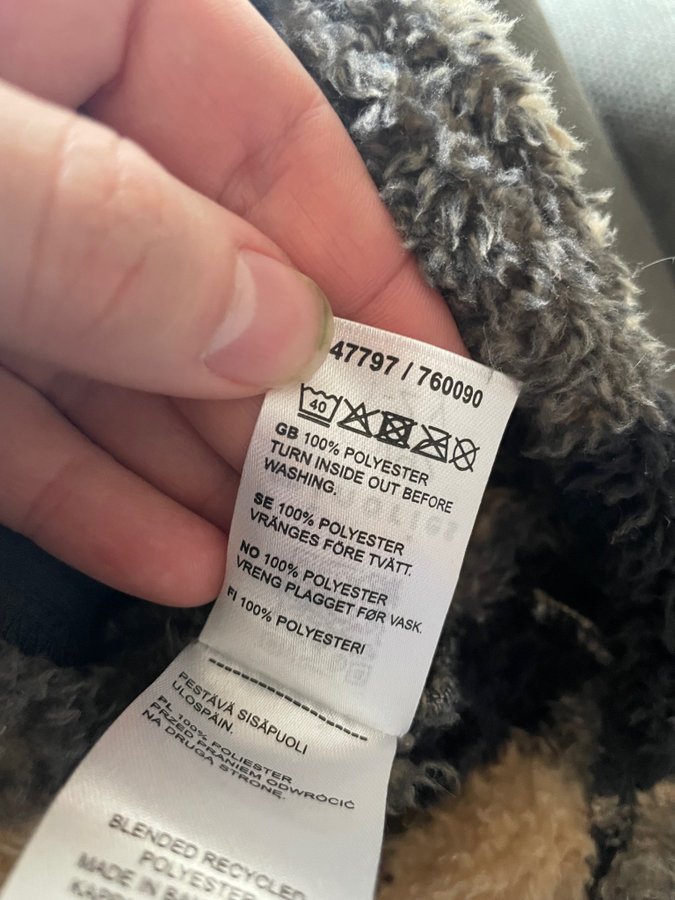 47797 / 760090
40
GB 100% POLYESTER
TURN INSIDE OUT BEFORE
WASHING.
SE 100% POLYESTER
VRÄNGES FÖRE TVÄTT.
NO 100% POLYESTER
VRENG PLAGGET FØR VASK.
FI 100% POLYESTERI
PESTÄVÄ SISÄPUOLI
ULOSPÄIN.
PL 100% POLIESTER
PRZED PRANIEM ODWRÓCIĆ
NA DRUGĄ STRONĘ.
BLENDED RECYCLED
POLYESTER
MADE IN